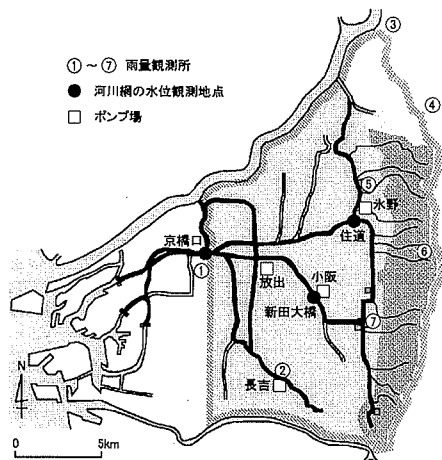 ①～⑦ 雨量観測所
● 河川網の水位観測地点
□ ポンプ場
③
④
⑤
氷野
住道
⑥
京橋口
①
放出
小阪
新田大橋
⑦
②
長吉
N
0 5km